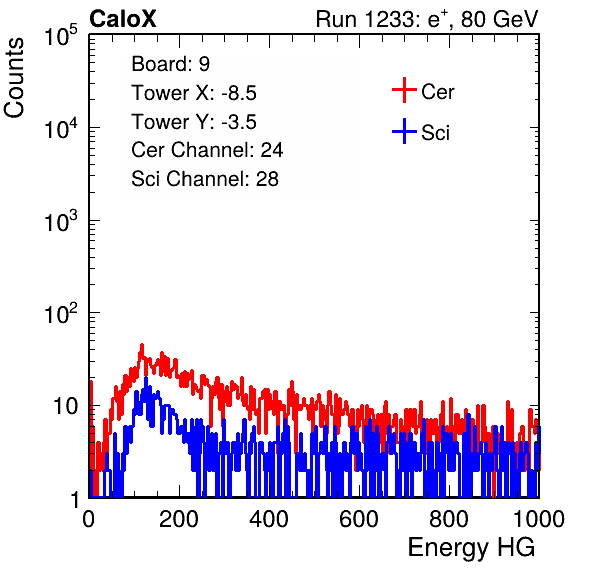 CaloX Run 1233: e⁺, 80 GeV
Counts
Board: 9
Tower X: -8.5
Tower Y: -3.5
Cer Channel: 24
Sci Channel: 28
Cer
Sci
10⁵
10⁴
10³
10²
10
1
0 200 400 600 800 1000
Energy HG